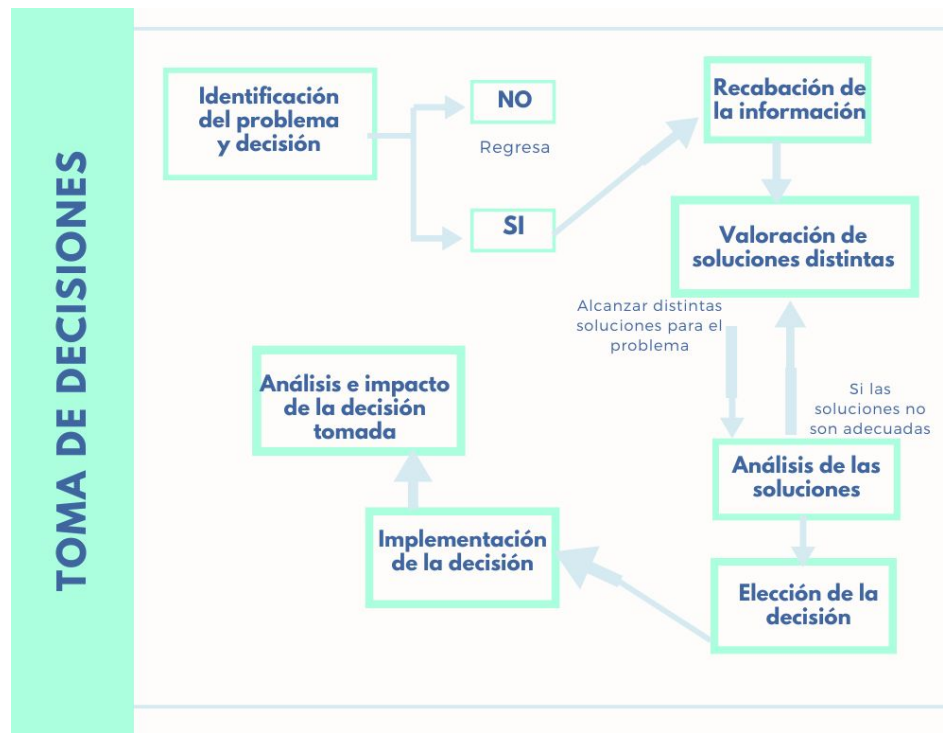 TOMA DE DECISIONES
Identificación
del problema
y decisión
NO
Regresa
SI
Recabación de
la información
Valoración de
soluciones distintas
Alcanzar distintas
soluciones para el
problema
Si las
soluciones no
son adecuadas
Análisis de las
soluciones
Elección de la
decisión
Implementación
de la decisión
Análisis e impacto
de la decisión
tomada